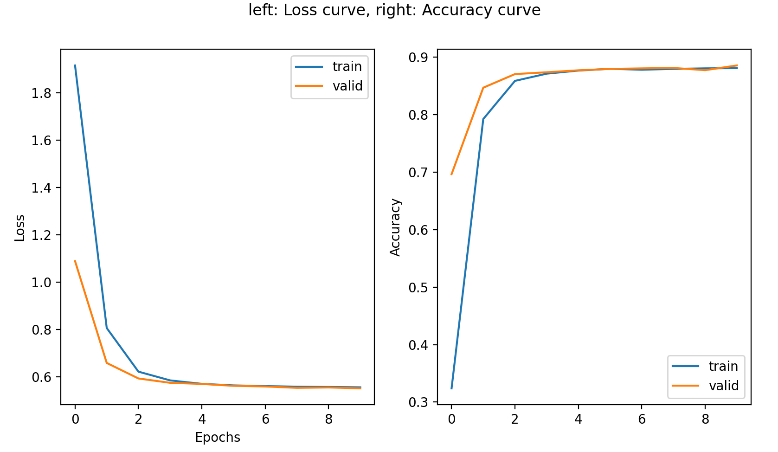 left: Loss curve, right: Accuracy curve
train
valid
1.8
1.6
1.4
1.2
1.0
0.8
0.6
Loss
0 2 4 6 8
Epochs
0.9
0.8
0.7
0.6
0.5
0.4
0.3
Accuracy
train
valid
0 2 4 6 8